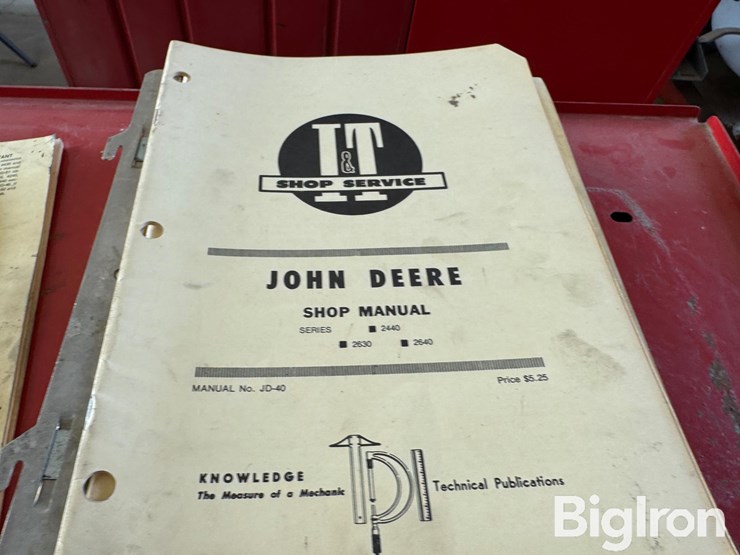 I&T
SHOP SERVICE
JOHN DEERE
SHOP MANUAL
SERIES ■ 2440
■ 2630 ■ 2640
MANUAL No. JD-40 Price $5.25
KNOWLEDGE
The Measure of a Mechanic
TPI
Technical Publications
BigIron